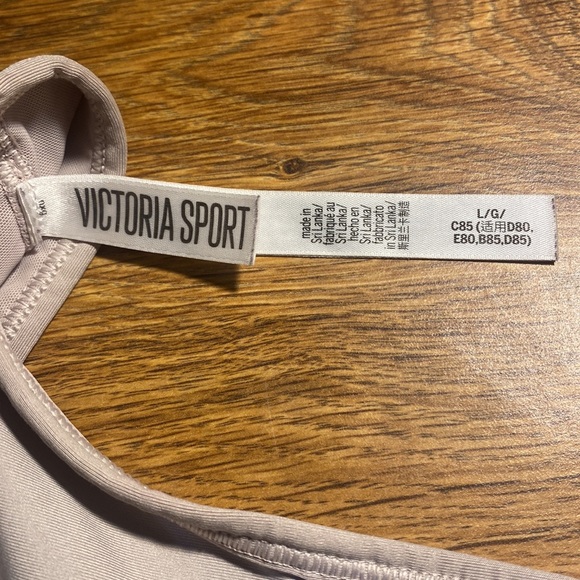 VICTORIA SPORT
made in
Sri Lanka/
fabriqué au
Sri Lanka/
hecho en
Sri Lanka/
fabbricato
in Sri Lanka/
斯里兰卡制造
L/G/
C85 (适用D80,
E80,B85,D85)